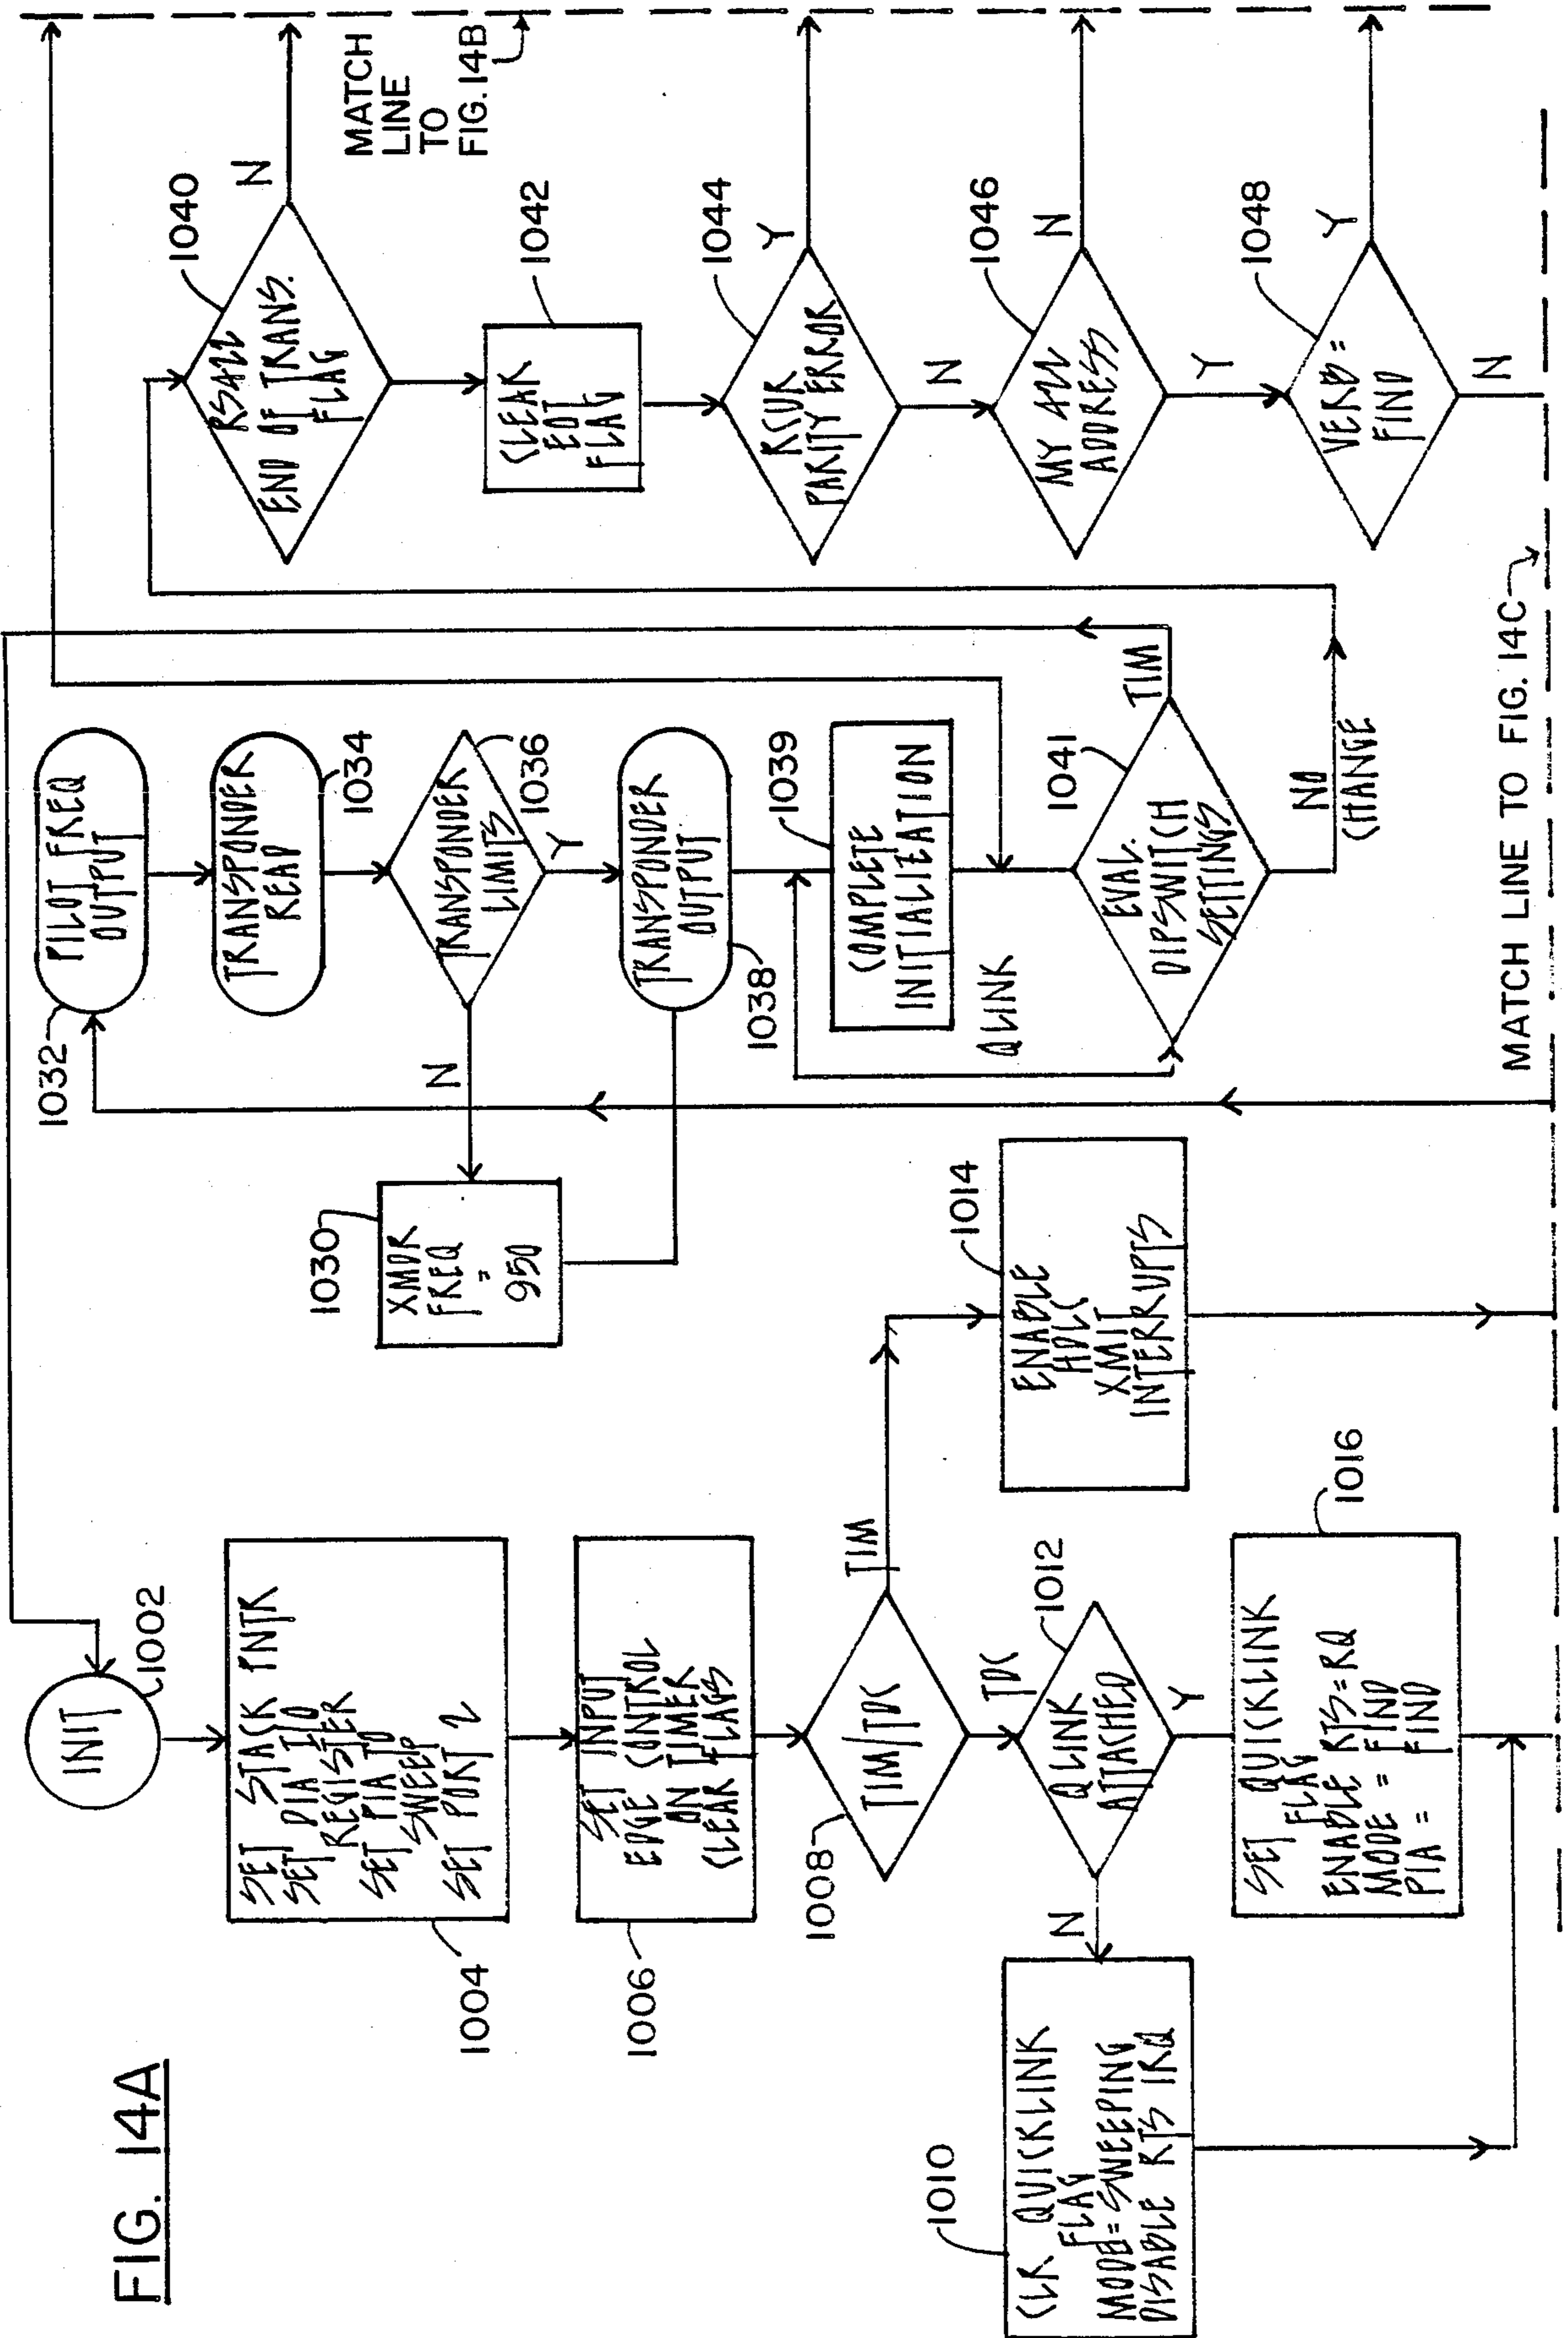 FIG. 14A
INIT
1002
SET STACK PNTR
SET PIA I/O
REGISTER
SET PIA TO
SWEEP
SET PORT 2
1004
SET INPUT
EDGE CONTROL
ON TIMER
CLEAR FLAGS
1006
TIM/TDC
1008
TIM
TDC
QLINK
ATTACHED
1012
N
Y
CLR QUICKLINK
FLAG
MODE=SWEEPING
DISABLE RTS IRQ
1010
SET QUICKLINK
FLAG
ENABLE RTS=RQ
MODE = FIND
PIA = FIND
1016
ENABLE
HDLC
XMIT
INTERRUPTS
1014
PILOT FREQ
OUTPUT
1032
TRANSPONDER
READ
1034
TRANSPONDER
LIMITS
1036
N
Y
XMDR
FREQ
=
950
1030
TRANSPONDER
OUTPUT
1038
COMPLETE
INITIALIZATION
1039
QLINK
EVAL.
DIPSWITCH
SETTINGS
1041
TIM
NO
CHANGE
RS422
END OF TRANS.
FLAG
1040
N
CLEAR
EOT
FLAG
1042
RCVR
PARITY ERROR
1044
Y
N
MY 422
ADDRESS
1046
N
Y
VERB =
FIND
1048
Y
N
MATCH
LINE
TO
FIG. 14B
MATCH LINE TO FIG. 14C